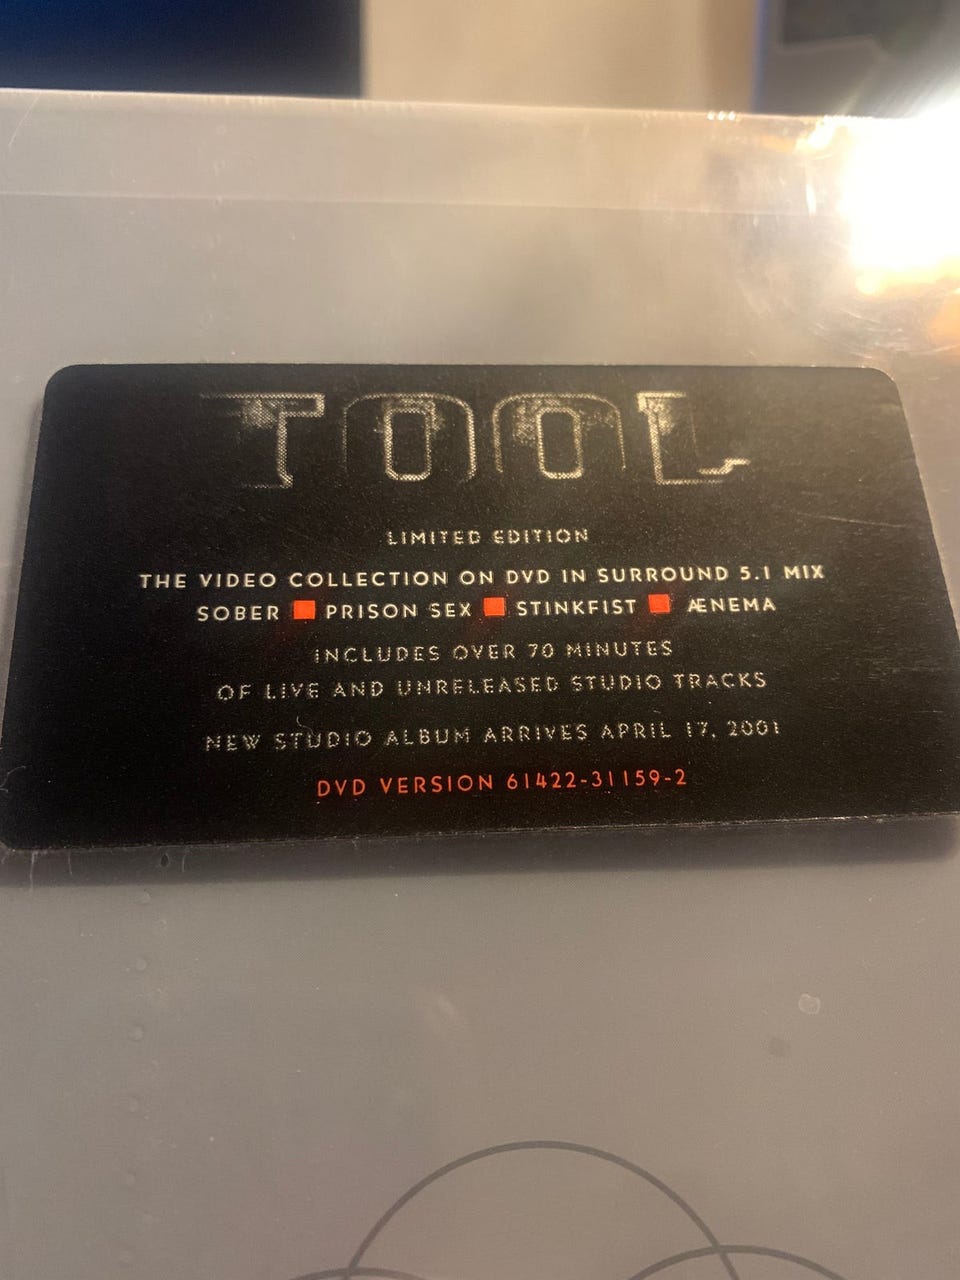 TOOL
LIMITED EDITION
THE VIDEO COLLECTION ON DVD IN SURROUND 5.1 MIX
SOBER ■ PRISON SEX ■ STINKFIST ■ ÆNEMA
INCLUDES OVER 70 MINUTES
OF LIVE AND UNRELEASED STUDIO TRACKS
NEW STUDIO ALBUM ARRIVES APRIL 17, 2001
DVD VERSION 61422-31159-2